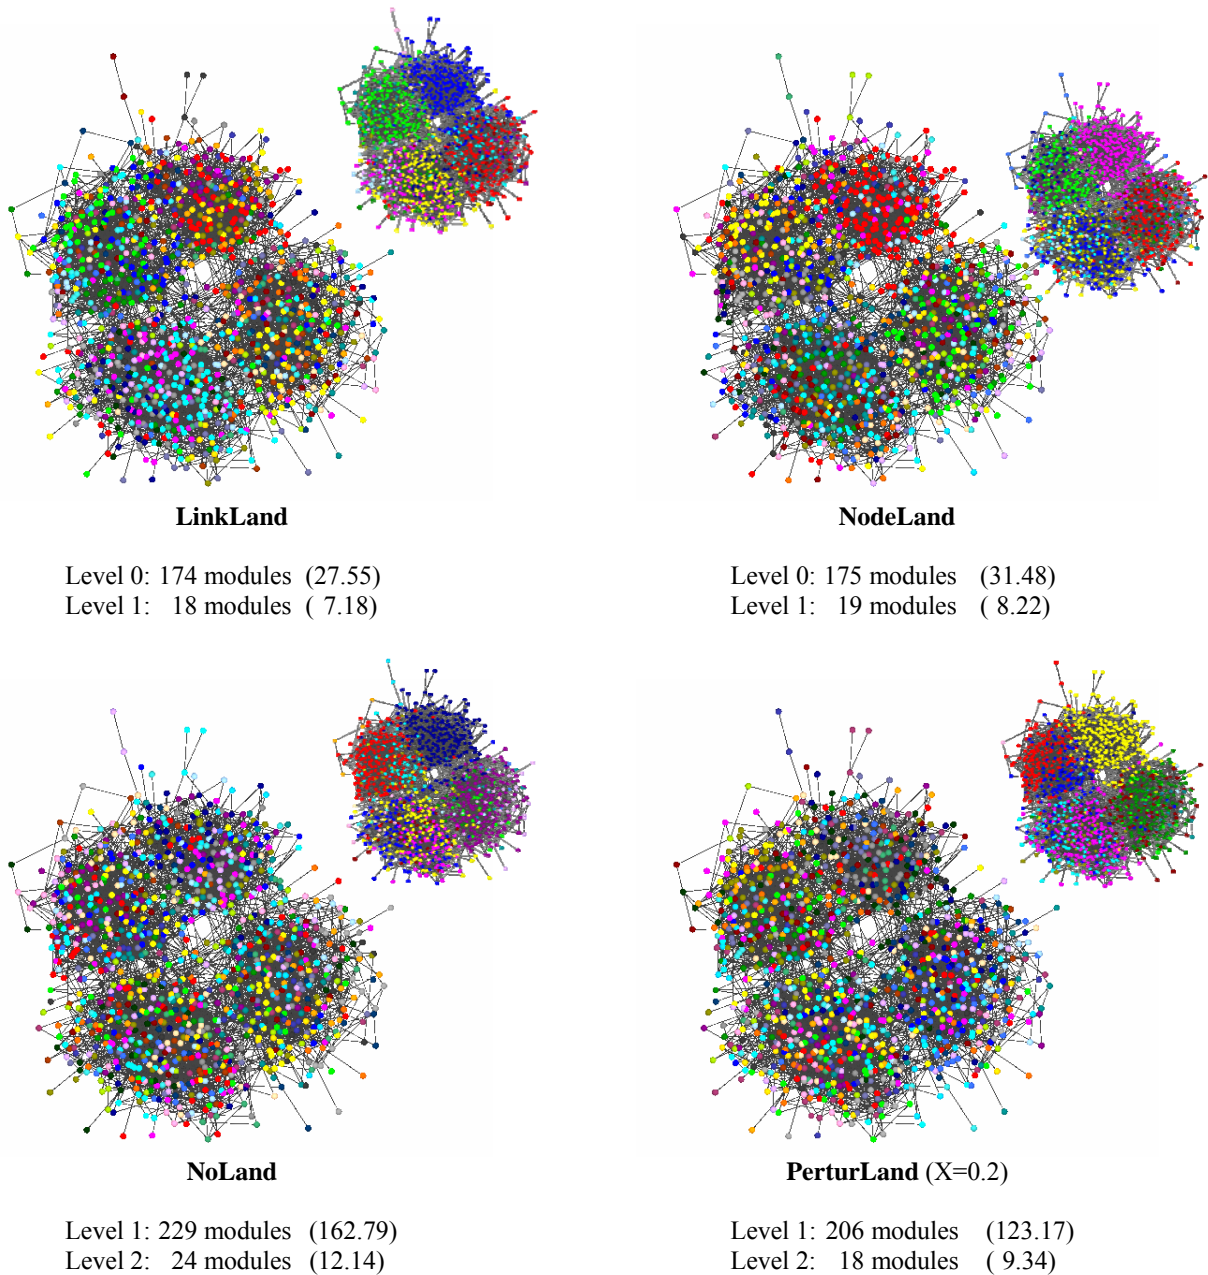 LinkLand
Level 0: 174 modules (27.55)
Level 1: 18 modules ( 7.18)
NodeLand
Level 0: 175 modules (31.48)
Level 1: 19 modules ( 8.22)
NoLand
Level 1: 229 modules (162.79)
Level 2: 24 modules (12.14)
PerturLand (X=0.2)
Level 1: 206 modules (123.17)
Level 2: 18 modules ( 9.34)